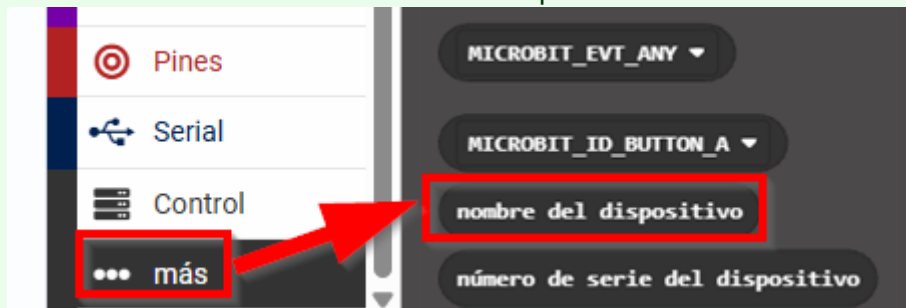 Pines
Serial
Control
más
MICROBIT_EVT_ANY
MICROBIT_ID_BUTTON_A
nombre del dispositivo
número de serie del dispositivo